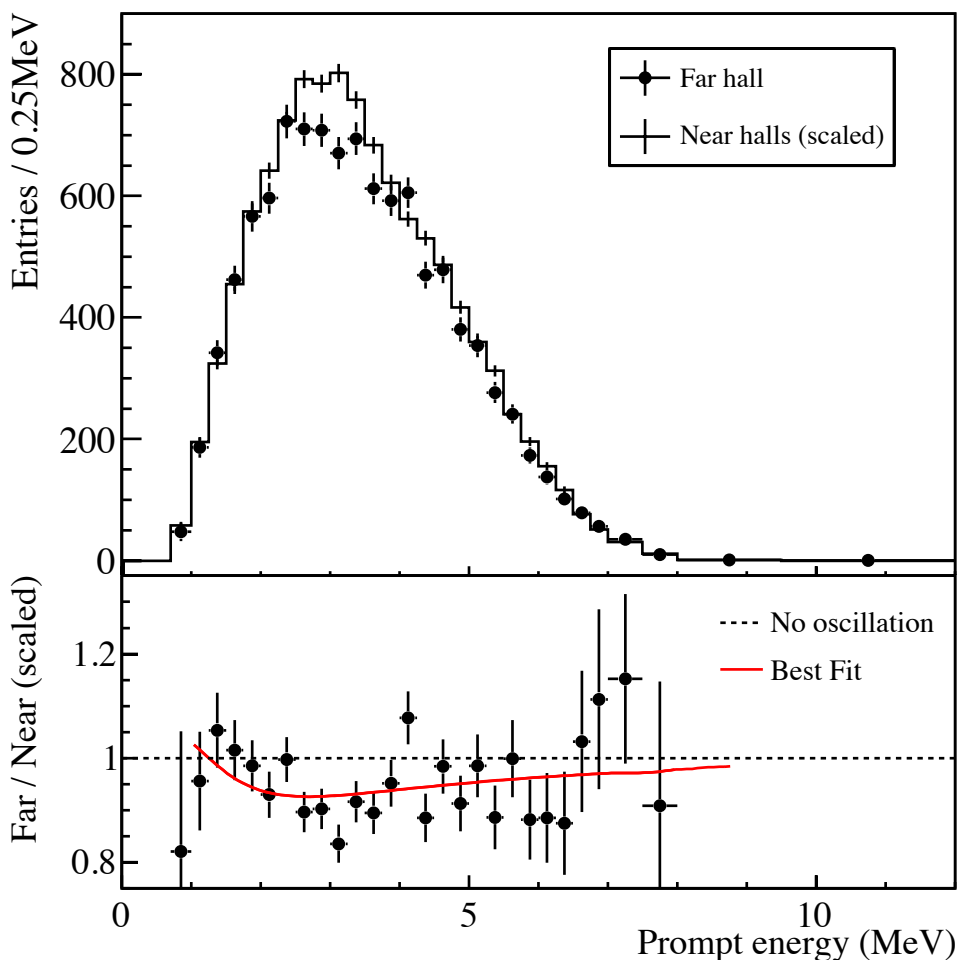 Entries / 0.25MeV
800
600
400
200
0
Far hall
Near halls (scaled)
Far / Near (scaled)
1.2
1
0.8
No oscillation
Best Fit
0
5
10
Prompt energy (MeV)